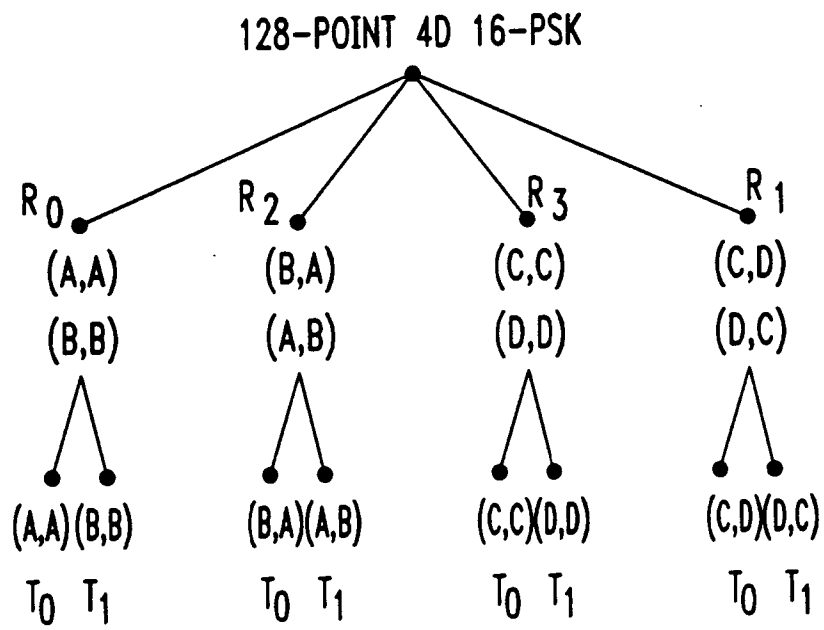 128-POINT 4D 16-PSK
R0 R2 R3 R1
(A,A) (B,A) (C,C) (C,D)
(B,B) (A,B) (D,D) (D,C)
(A,A)(B,B) (B,A)(A,B) (C,C)(D,D) (C,D)(D,C)
T0 T1 T0 T1 T0 T1 T0 T1